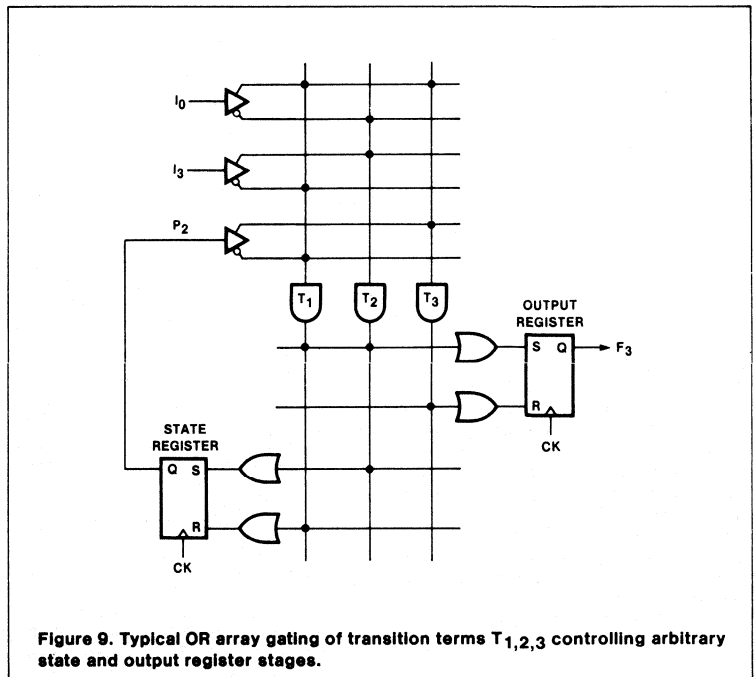 I0
I3
P2
T1
T2
T3
OUTPUT
REGISTER
S Q
F3
R
CK
STATE
REGISTER
Q S
R
CK
Figure 9. Typical OR array gating of transition terms T1,2,3 controlling arbitrary
state and output register stages.